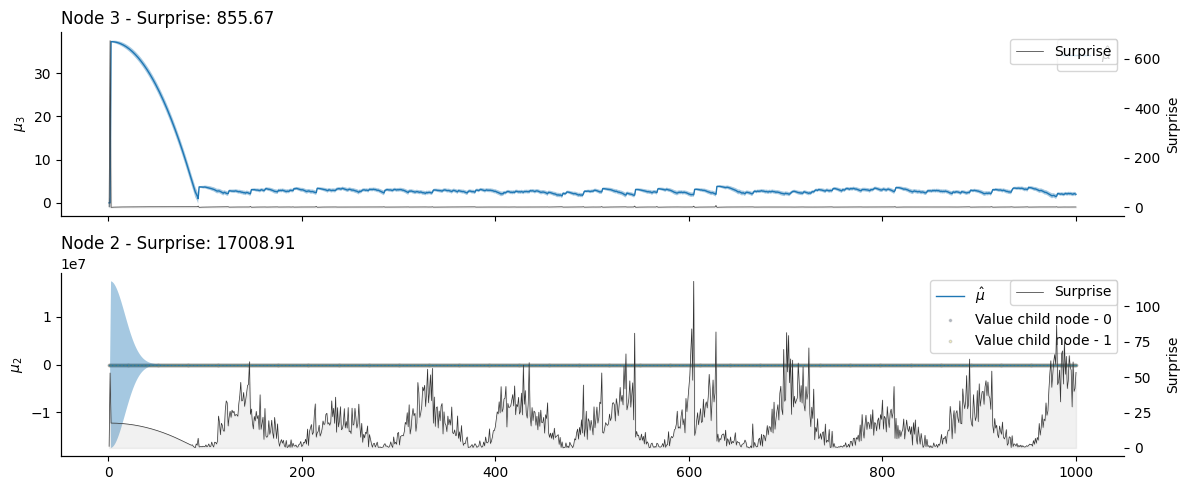 Node 3 - Surprise: 855.67
Surprise
μ₃
30
20
10
0
600
400
200
0
Surprise
Node 2 - Surprise: 17008.91
1e7
μ₂
1
0
−1
μ̂
Value child node - 0
Value child node - 1
Surprise
100
75
50
25
0
Surprise
0
200
400
600
800
1000